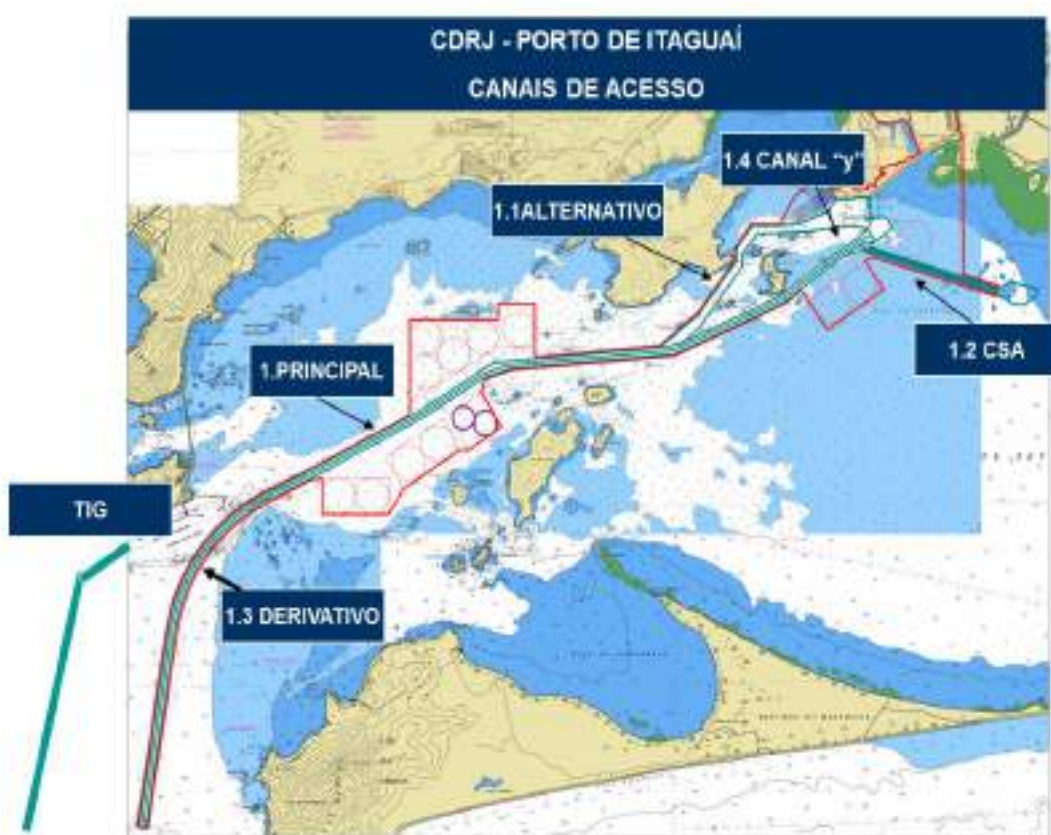 CDRJ - PORTO DE ITAGUAÍ
CANAIS DE ACESSO
1.4 CANAL “y”
1.1ALTERNATIVO
1.2 CSA
1.PRINCIPAL
TIG
1.3 DERIVATIVO